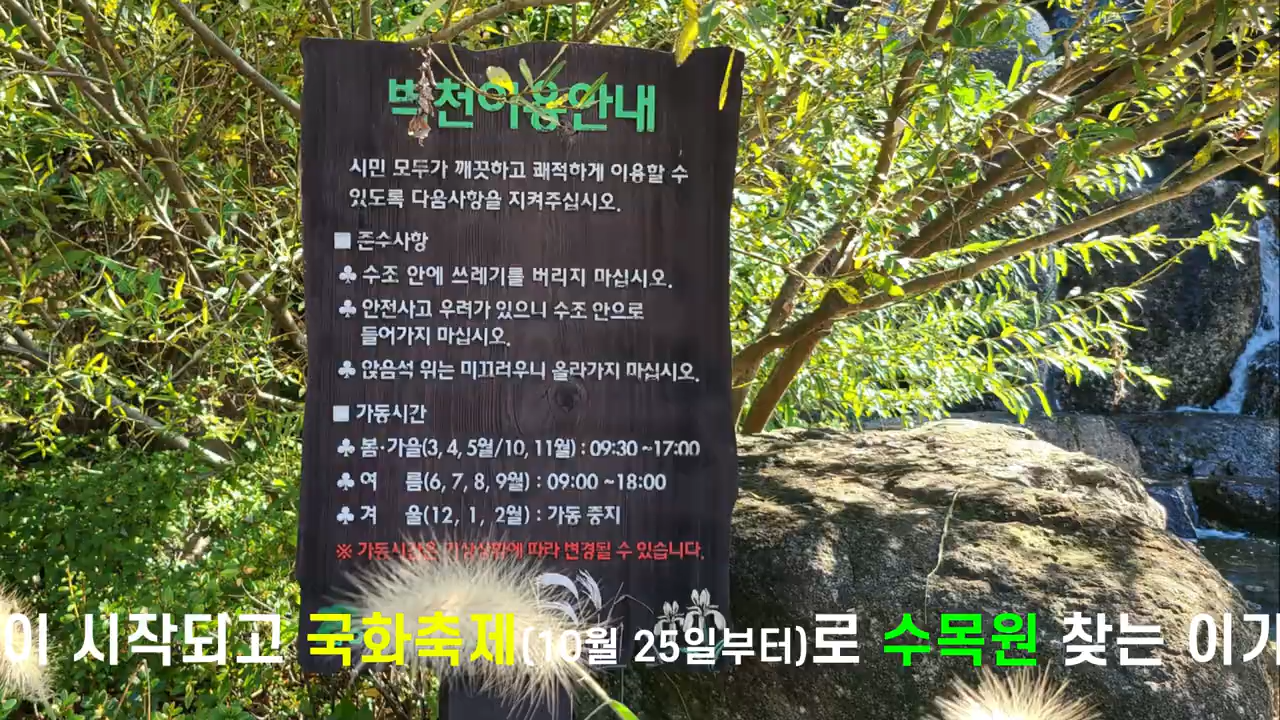 벽천이용안내
시민 모두가 깨끗하고 쾌적하게 이용할 수
있도록 다음사항을 지켜주십시오.
■ 준수사항
♣ 수조 안에 쓰레기를 버리지 마십시오.
♣ 안전사고 우려가 있으니 수조 안으로
들어가지 마십시오.
♣ 앉음석 위는 미끄러우니 올라가지 마십시오.
■ 가동시간
♣ 봄·가을(3, 4, 5월/10, 11월) : 09:30 ~17:00
♣ 여 름(6, 7, 8, 9월) : 09:00 ~18:00
♣ 겨 울(12, 1, 2월) : 가동 중지
※ 가동시간은 기상상황에 따라 변경될 수 있습니다.
이 시작되고 국화축제(10월 25일부터)로 수목원 찾는 이